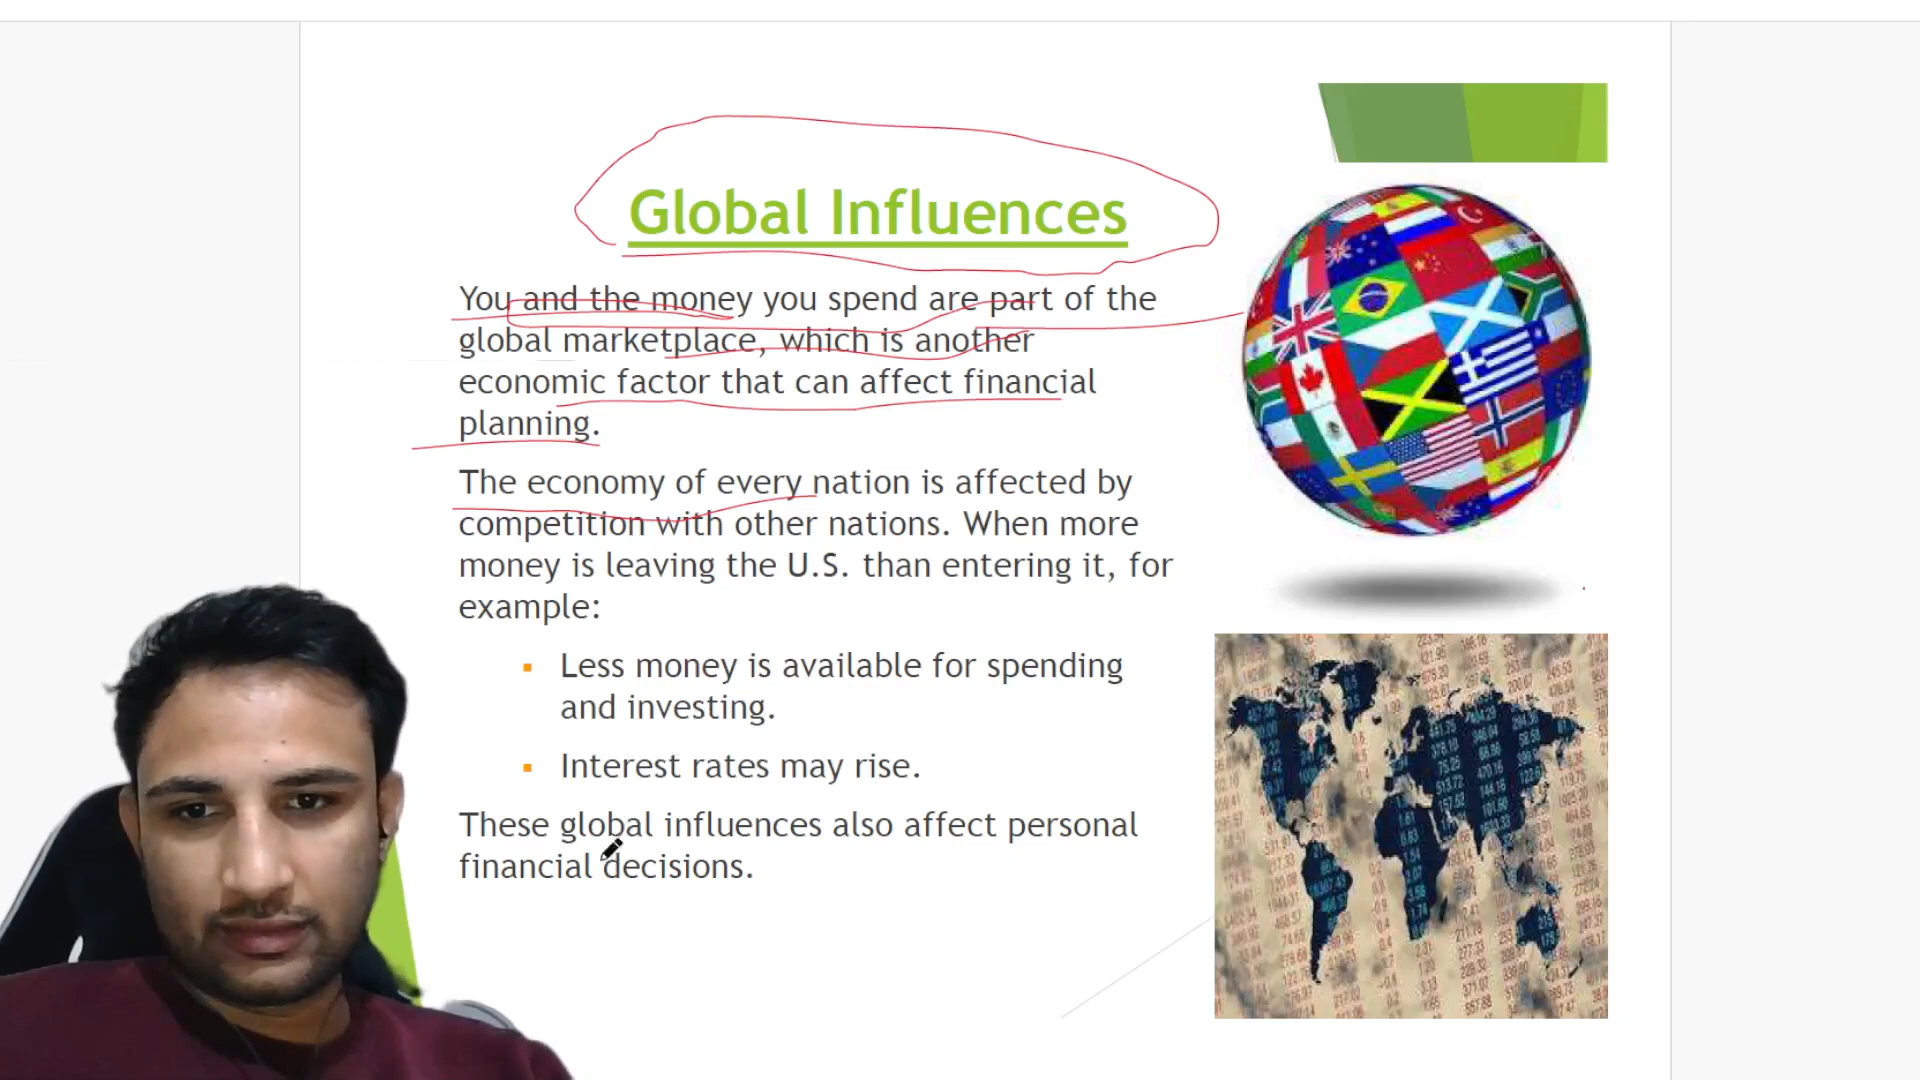 Global Influences
You and the money you spend are part of the
global marketplace, which is another
economic factor that can affect financial
planning.
The economy of every nation is affected by
competition with other nations. When more
money is leaving the U.S. than entering it, for
example:
Less money is available for spending
and investing.
Interest rates may rise.
These global influences also affect personal
financial decisions.